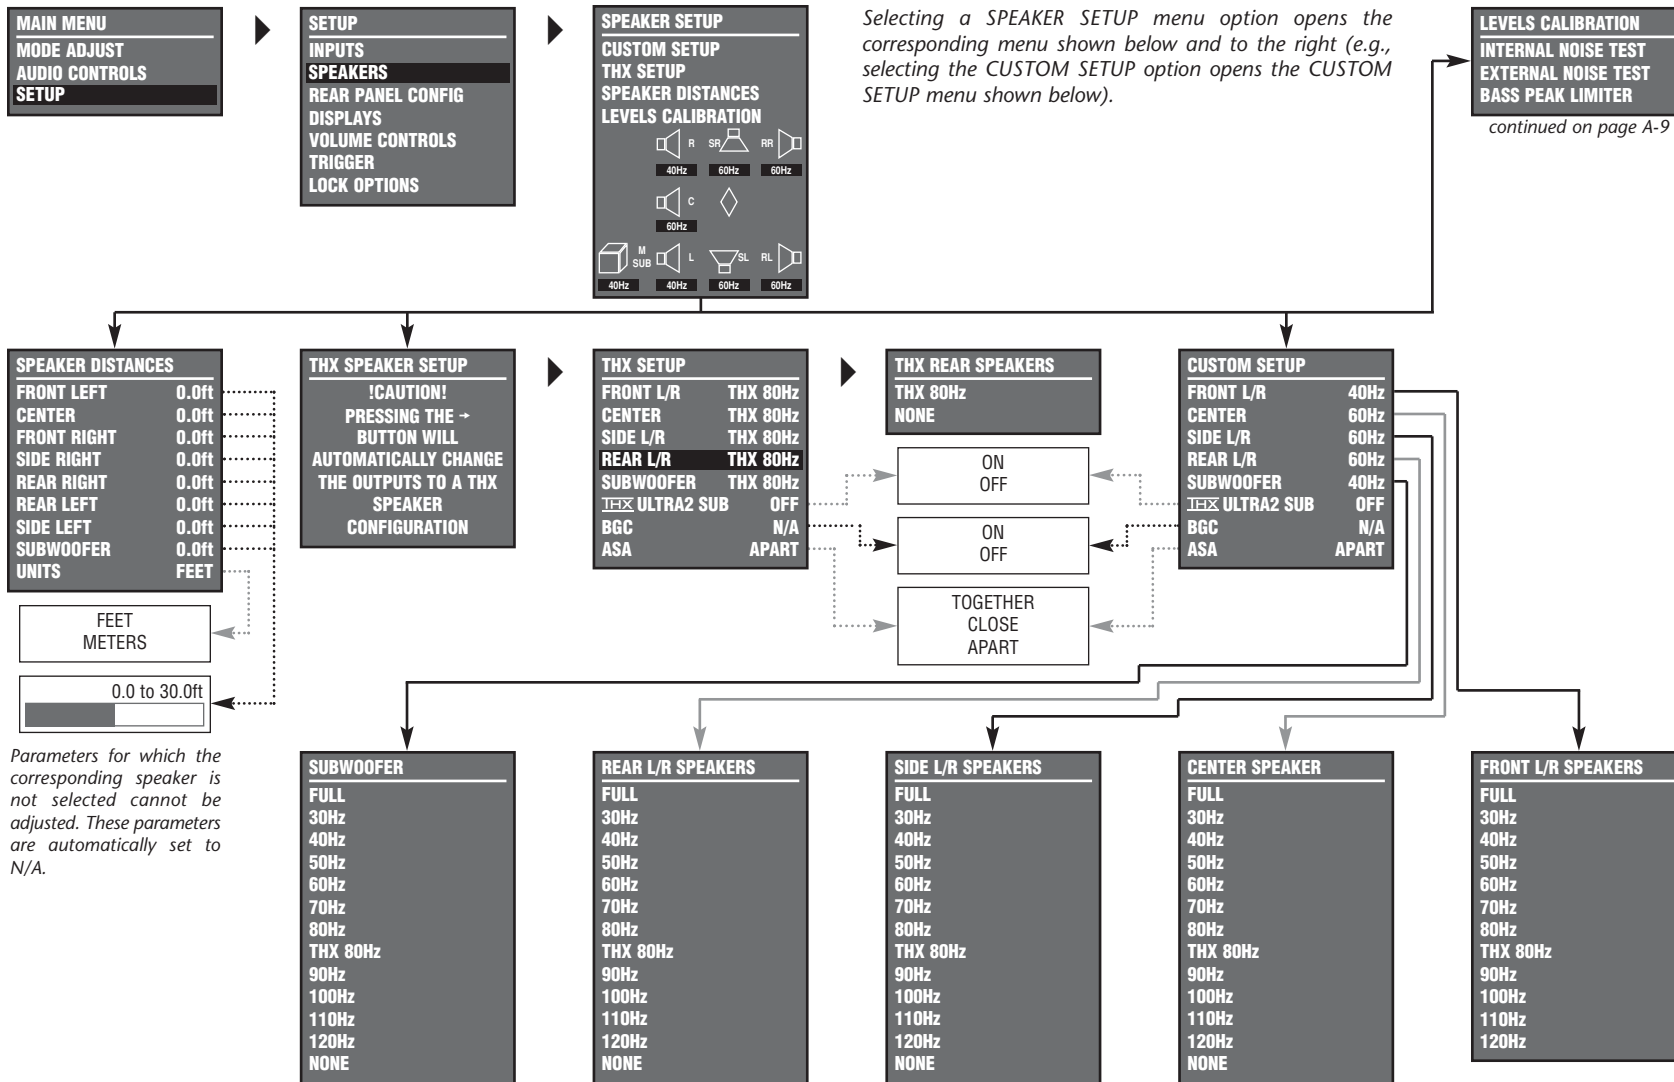 MAIN MENU
MODE ADJUST
AUDIO CONTROLS
SETUP
SETUP
INPUTS
SPEAKERS
REAR PANEL CONFIG
DISPLAYS
VOLUME CONTROLS
TRIGGER
LOCK OPTIONS
SPEAKER SETUP
CUSTOM SETUP
THX SETUP
SPEAKER DISTANCES
LEVELS CALIBRATION
R SR RR
40Hz 60Hz 60Hz
C
60Hz
M
SUB L SL RL
40Hz 40Hz 60Hz 60Hz
Selecting a SPEAKER SETUP menu option opens the
corresponding menu shown below and to the right (e.g.,
selecting the CUSTOM SETUP option opens the CUSTOM
SETUP menu shown below).
LEVELS CALIBRATION
INTERNAL NOISE TEST
EXTERNAL NOISE TEST
BASS PEAK LIMITER
continued on page A-9
SPEAKER DISTANCES
FRONT LEFT 0.0ft
CENTER 0.0ft
FRONT RIGHT 0.0ft
SIDE RIGHT 0.0ft
REAR RIGHT 0.0ft
REAR LEFT 0.0ft
SIDE LEFT 0.0ft
SUBWOOFER 0.0ft
UNITS FEET
FEET
METERS
0.0 to 30.0ft
Parameters for which the
corresponding speaker is
not selected cannot be
adjusted. These parameters
are automatically set to
N/A.
THX SPEAKER SETUP
!CAUTION!
PRESSING THE →
BUTTON WILL
AUTOMATICALLY CHANGE
THE OUTPUTS TO A THX
SPEAKER
CONFIGURATION
THX SETUP
FRONT L/R THX 80Hz
CENTER THX 80Hz
SIDE L/R THX 80Hz
REAR L/R THX 80Hz
SUBWOOFER THX 80Hz
THX ULTRA2 SUB OFF
BGC N/A
ASA APART
THX REAR SPEAKERS
THX 80Hz
NONE
ON
OFF
ON
OFF
TOGETHER
CLOSE
APART
CUSTOM SETUP
FRONT L/R 40Hz
CENTER 60Hz
SIDE L/R 60Hz
REAR L/R 60Hz
SUBWOOFER 40Hz
THX ULTRA2 SUB OFF
BGC N/A
ASA APART
SUBWOOFER
FULL
30Hz
40Hz
50Hz
60Hz
70Hz
80Hz
THX 80Hz
90Hz
100Hz
110Hz
120Hz
NONE
REAR L/R SPEAKERS
FULL
30Hz
40Hz
50Hz
60Hz
70Hz
80Hz
THX 80Hz
90Hz
100Hz
110Hz
120Hz
NONE
SIDE L/R SPEAKERS
FULL
30Hz
40Hz
50Hz
60Hz
70Hz
80Hz
THX 80Hz
90Hz
100Hz
110Hz
120Hz
NONE
CENTER SPEAKER
FULL
30Hz
40Hz
50Hz
60Hz
70Hz
80Hz
THX 80Hz
90Hz
100Hz
110Hz
120Hz
NONE
FRONT L/R SPEAKERS
FULL
30Hz
40Hz
50Hz
60Hz
70Hz
80Hz
THX 80Hz
90Hz
100Hz
110Hz
120Hz